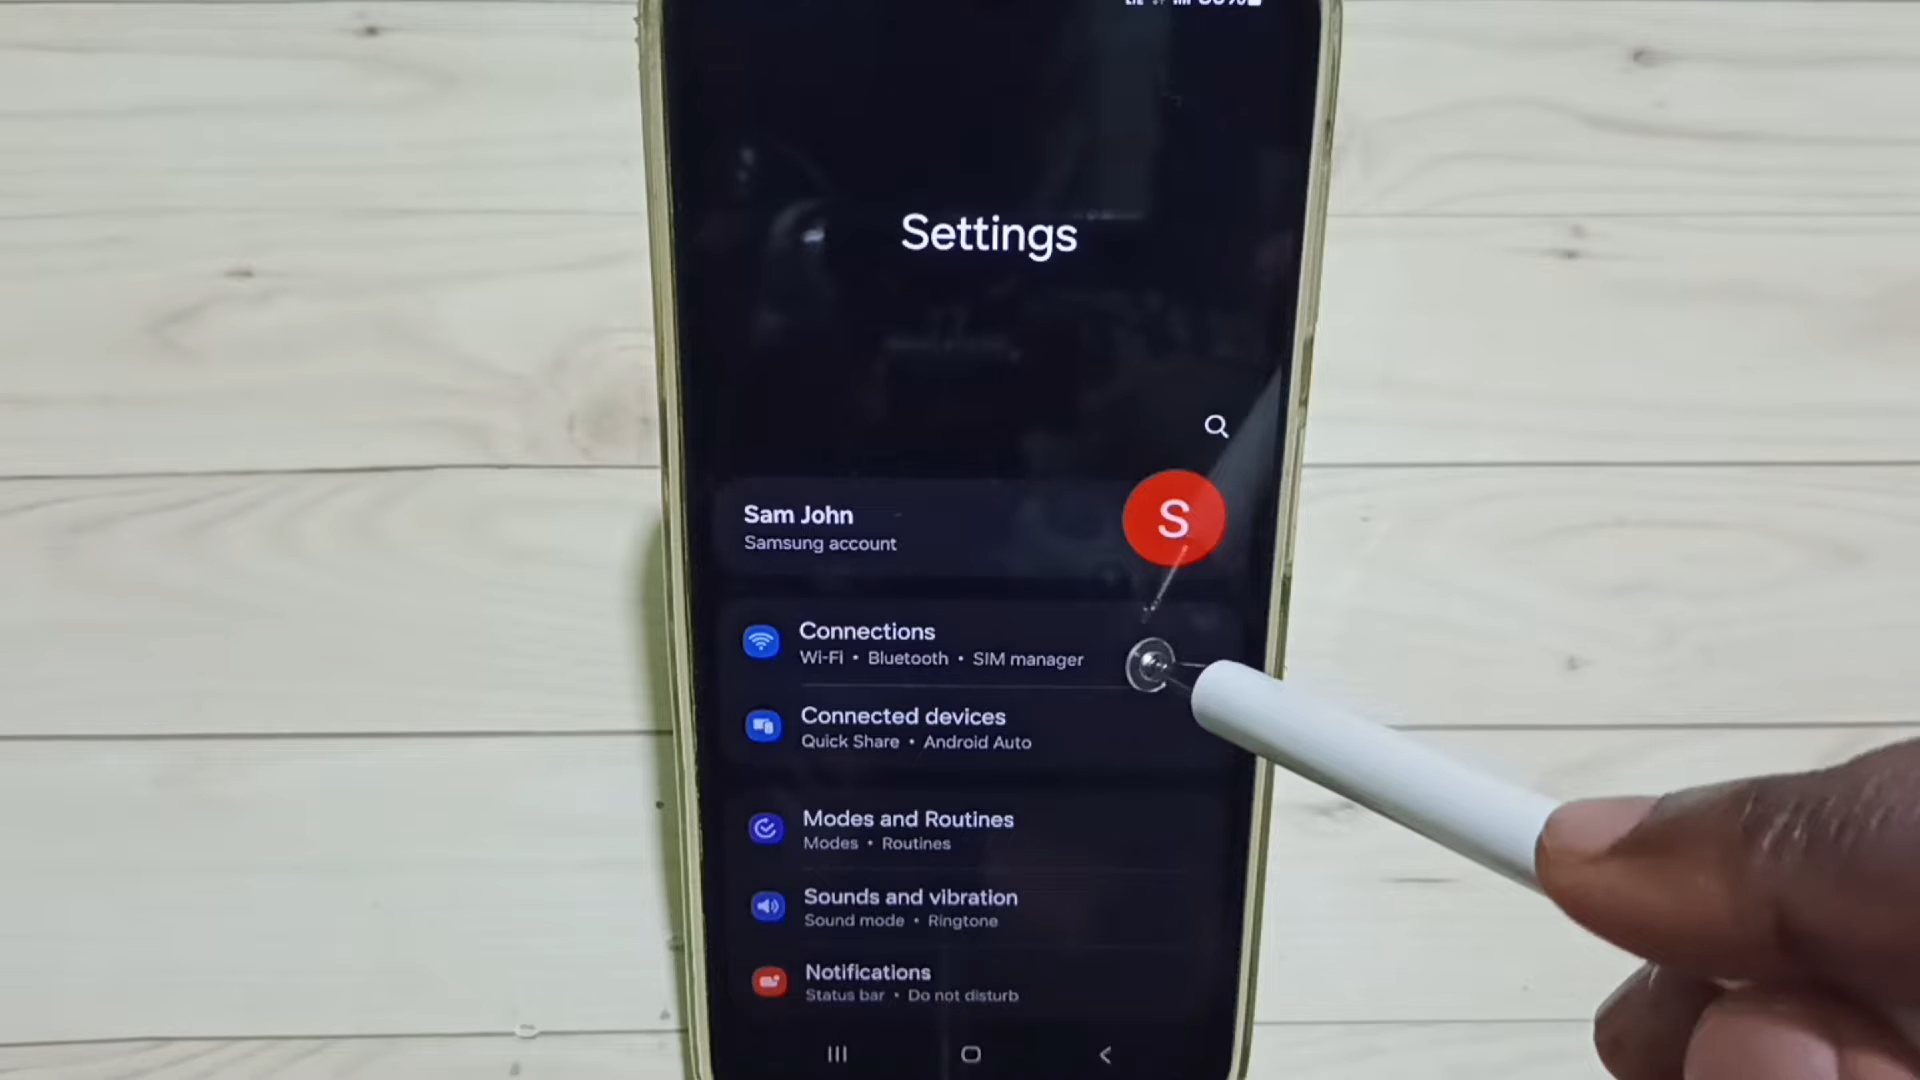 Settings
Sam John
S
Samsung account
Connections
Wi-Fi • Bluetooth • SIM manager
Connected devices
Quick Share • Android Auto
Modes and Routines
Modes • Routines
Sounds and vibration
Sound mode • Ringtone
Notifications
Status bar • Do not disturb